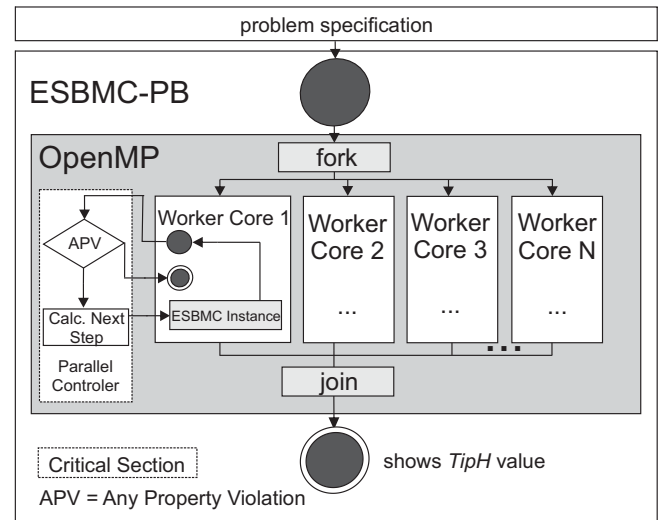 problem specification
ESBMC-PB
OpenMP
fork
Worker Core 1
APV
ESBMC Instance
Calc. Next
Step
Parallel
Controler
Worker
Core 2
...
Worker
Core 3
...
Worker
Core N
...
...
join
Critical Section
shows TipH value
APV = Any Property Violation